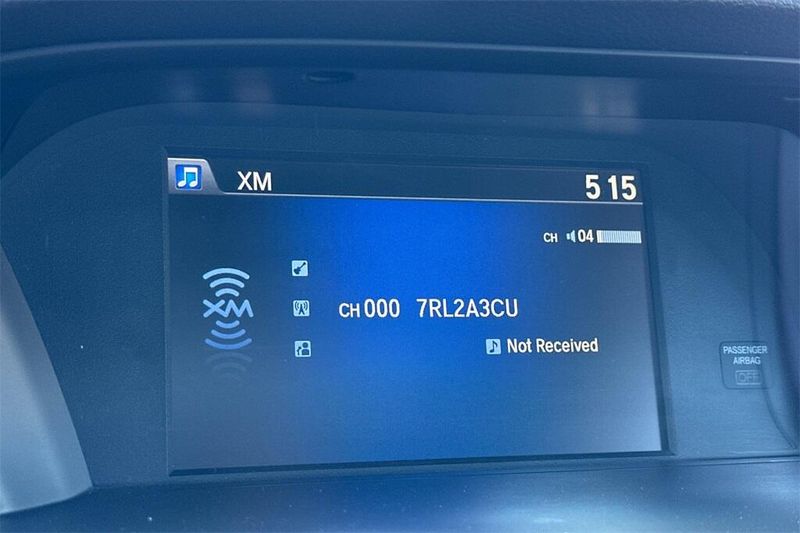 XM 5 15
CH 04
XM
CH 000 7RL2A3CU
Not Received
PASSENGER
AIRBAG
OFF